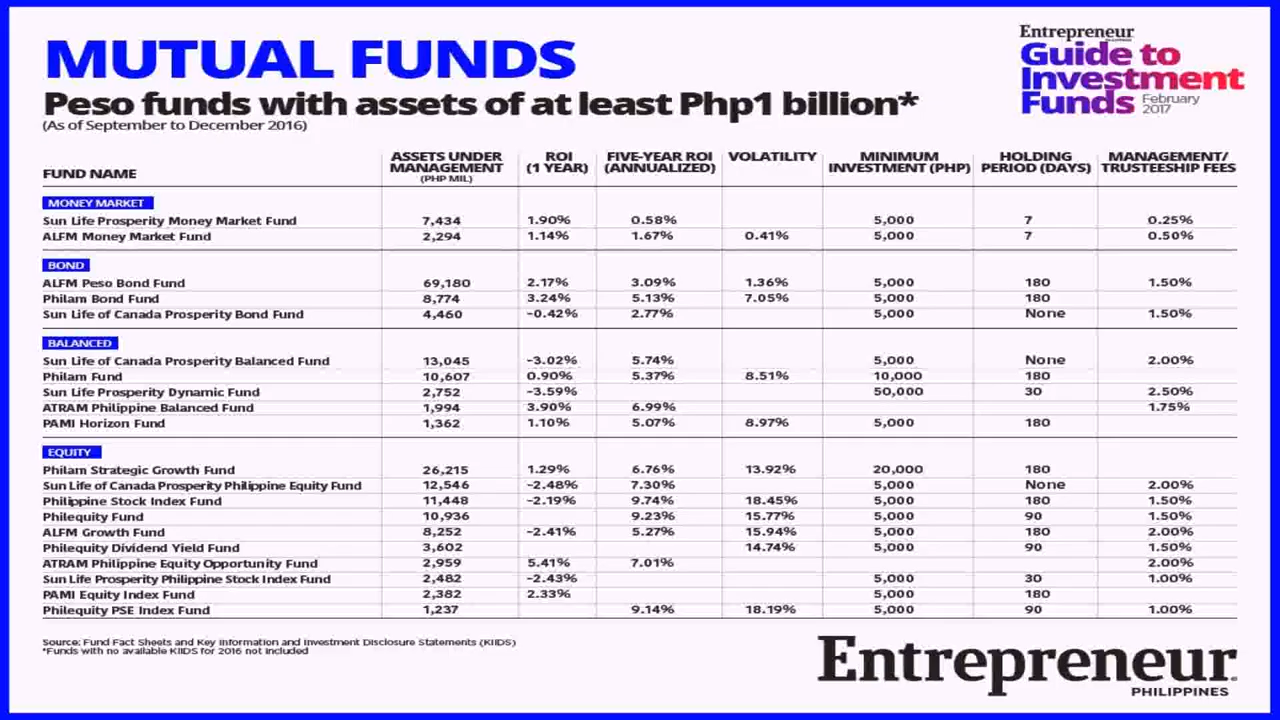 MUTUAL FUNDS
Peso funds with assets of at least Php1 billion*
(As of September to December 2016)
Entrepreneur
PHILIPPINES
Guide to
Investment
Funds February
2017
FUND NAME ASSETS UNDER MANAGEMENT (PHP MIL) ROI (1 YEAR) FIVE-YEAR ROI (ANNUALIZED) VOLATILITY MINIMUM INVESTMENT (PHP) HOLDING PERIOD (DAYS) MANAGEMENT/ TRUSTEESHIP FEES
MONEY MARKET
Sun Life Prosperity Money Market Fund 7,434 1.90% 0.58% 5,000 7 0.25%
ALFM Money Market Fund 2,294 1.14% 1.67% 0.41% 5,000 7 0.50%
BOND
ALFM Peso Bond Fund 69,180 2.17% 3.09% 1.36% 5,000 180 1.50%
Philam Bond Fund 8,774 3.24% 5.13% 7.05% 5,000 180
Sun Life of Canada Prosperity Bond Fund 4,460 -0.42% 2.77% 5,000 None 1.50%
BALANCED
Sun Life of Canada Prosperity Balanced Fund 13,045 -3.02% 5.74% 5,000 None 2.00%
Philam Fund 10,607 0.90% 5.37% 8.51% 10,000 180
Sun Life Prosperity Dynamic Fund 2,752 -3.59% 50,000 30 2.50%
ATRAM Philippine Balanced Fund 1,994 3.90% 6.99% 1.75%
PAMI Horizon Fund 1,362 1.10% 5.07% 8.97% 5,000 180
EQUITY
Philam Strategic Growth Fund 26,215 1.29% 6.76% 13.92% 20,000 180
Sun Life of Canada Prosperity Philippine Equity Fund 12,546 -2.48% 7.30% 5,000 None 2.00%
Philippine Stock Index Fund 11,448 -2.19% 9.74% 18.45% 5,000 180 1.50%
Philequity Fund 10,936 9.23% 15.77% 5,000 90 1.50%
ALFM Growth Fund 8,252 -2.41% 5.27% 15.94% 5,000 180 2.00%
Philequity Dividend Yield Fund 3,602 14.74% 5,000 90 1.50%
ATRAM Philippine Equity Opportunity Fund 2,959 5.41% 7.01% 2.00%
Sun Life Prosperity Philippine Stock Index Fund 2,482 -2.43% 5,000 30 1.00%
PAMI Equity Index Fund 2,382 2.33% 5,000 180
Philequity PSE Index Fund 1,237 9.14% 18.19% 5,000 90 1.00%
Source: Fund Fact Sheets and Key Information and Investment Disclosure Statements (KIIDS)
*Funds with no available KIIDS for 2016 not included
Entrepreneur.
PHILIPPINES